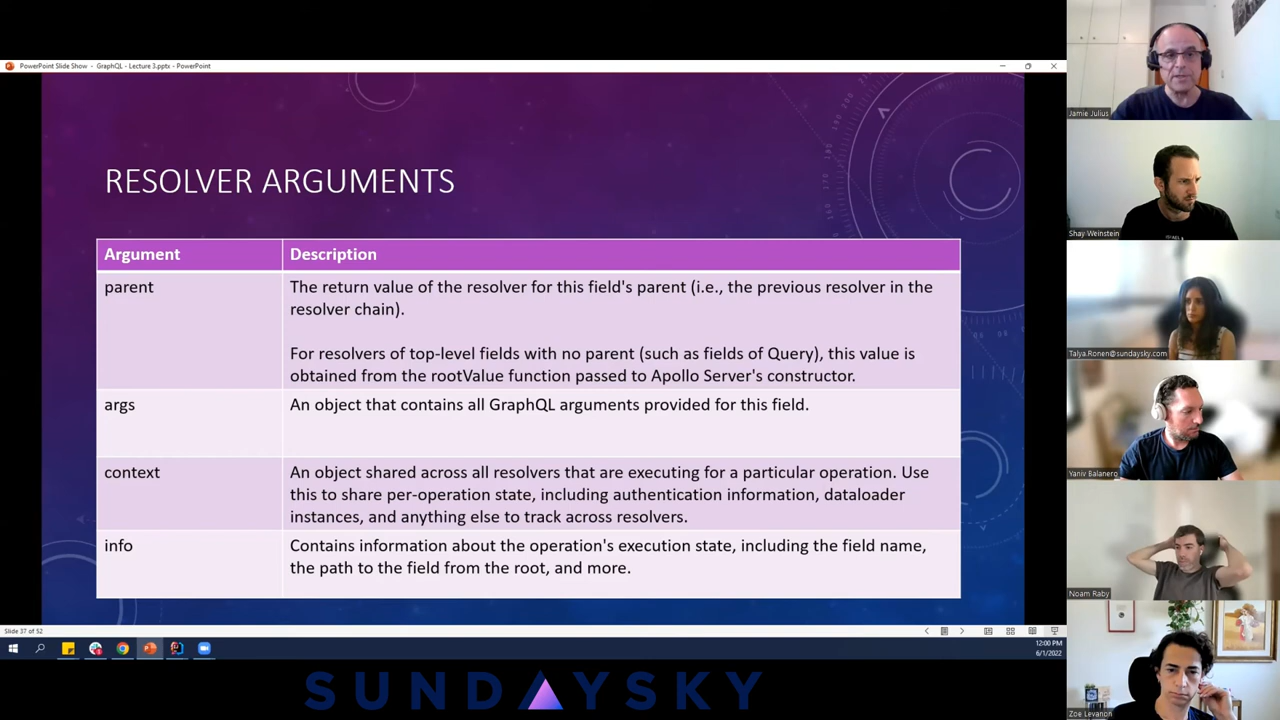 PowerPoint Slide Show - GraphQL - Lecture 3.pptx - PowerPoint
RESOLVER ARGUMENTS
Argument
Description
parent
The return value of the resolver for this field's parent (i.e., the previous resolver in the
resolver chain).
For resolvers of top-level fields with no parent (such as fields of Query), this value is
obtained from the rootValue function passed to Apollo Server's constructor.
args
An object that contains all GraphQL arguments provided for this field.
context
An object shared across all resolvers that are executing for a particular operation. Use
this to share per-operation state, including authentication information, dataloader
instances, and anything else to track across resolvers.
info
Contains information about the operation's execution state, including the field name,
the path to the field from the root, and more.
Slide 37 of 52
12:00 PM
6/1/2022
SUNDAYSKY
Jamie Julius
Shay Weinstein
Talya.Ronen@sundaysky.com
Yaniv Balanero
Noam Raby
Zoe Levanon